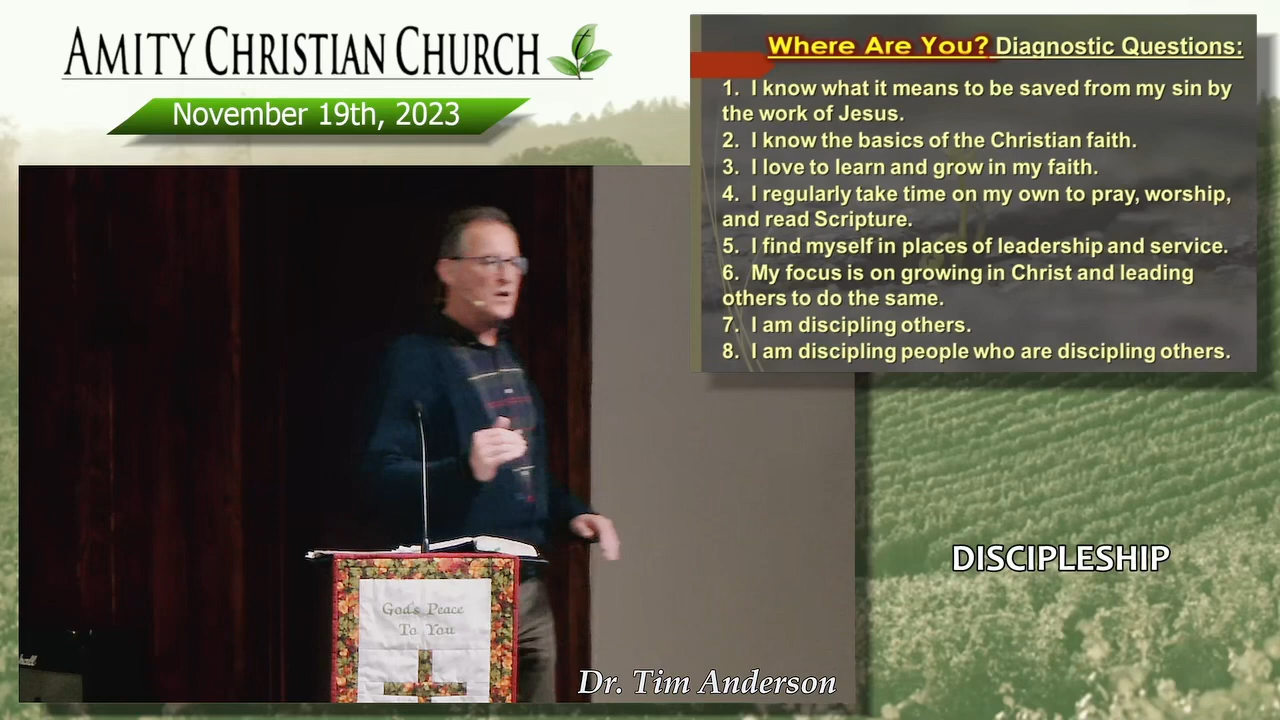 AMITY CHRISTIAN CHURCH
November 19th, 2023
Where Are You? Diagnostic Questions:
1. I know what it means to be saved from my sin by
the work of Jesus.
2. I know the basics of the Christian faith.
3. I love to learn and grow in my faith.
4. I regularly take time on my own to pray, worship,
and read Scripture.
5. I find myself in places of leadership and service.
6. My focus is on growing in Christ and leading
others to do the same.
7. I am discipling others.
8. I am discipling people who are discipling others.
DISCIPLESHIP
God's Peace
To You
Dr. Tim Anderson